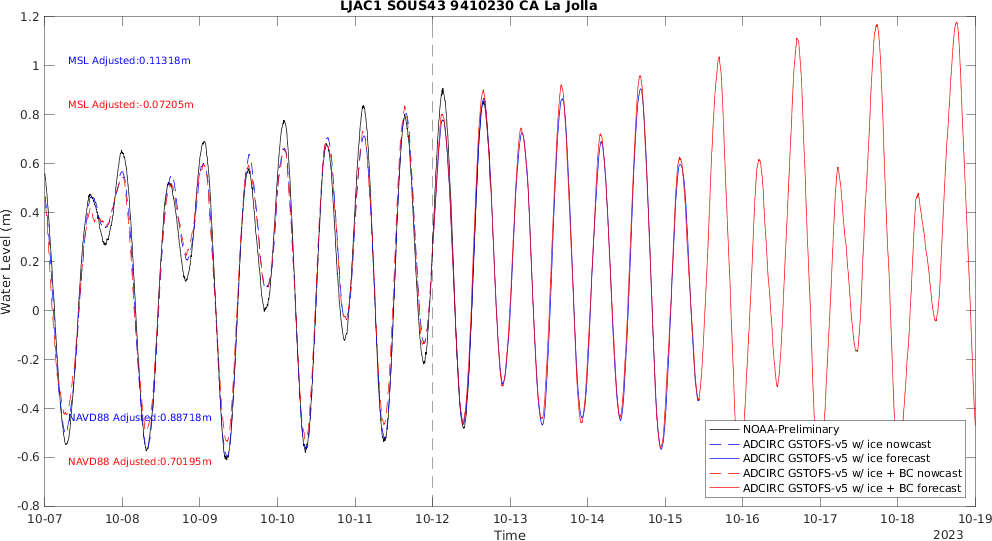 LJAC1 SOUS43 9410230 CA La Jolla
1.2
1
0.8
0.6
0.4
0.2
0
-0.2
-0.4
-0.6
-0.8
Water Level (m)
MSL Adjusted:0.11318m
MSL Adjusted:-0.07205m
NAVD88 Adjusted:0.88718m
NAVD88 Adjusted:0.70195m
NOAA-Preliminary
ADCIRC GSTOFS-v5 w/ ice nowcast
ADCIRC GSTOFS-v5 w/ ice forecast
ADCIRC GSTOFS-v5 w/ ice + BC nowcast
ADCIRC GSTOFS-v5 w/ ice + BC forecast
10-07 10-08 10-09 10-10 10-11 10-12 10-13 10-14 10-15 10-16 10-17 10-18 10-19
Time
2023